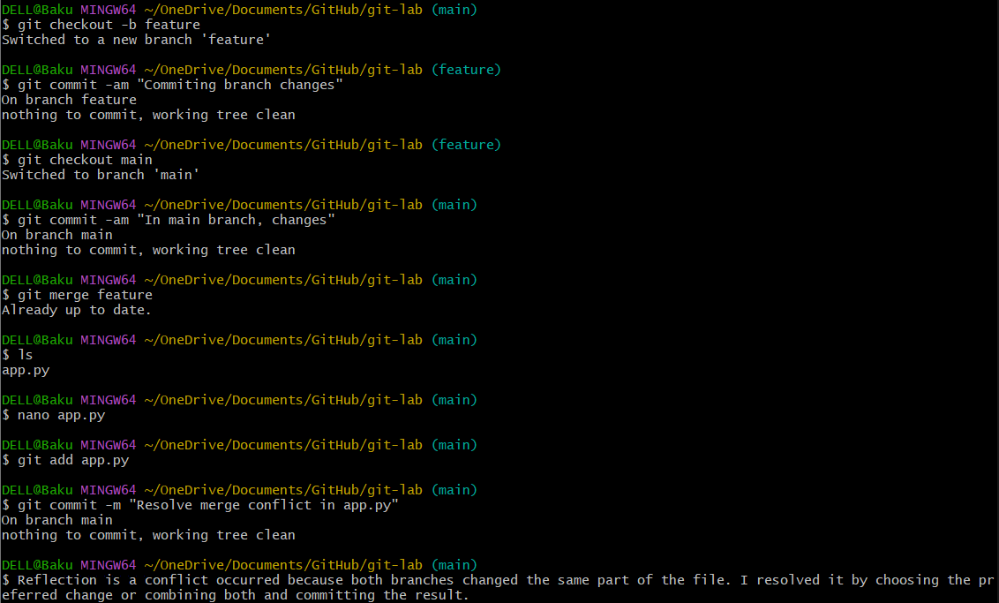 DELL@Baku MINGW64 ~/OneDrive/Documents/GitHub/git-lab (main)
$ git checkout -b feature
Switched to a new branch 'feature'
DELL@Baku MINGW64 ~/OneDrive/Documents/GitHub/git-lab (feature)
$ git commit -am "Commiting branch changes"
On branch feature
nothing to commit, working tree clean
DELL@Baku MINGW64 ~/OneDrive/Documents/GitHub/git-lab (feature)
$ git checkout main
Switched to branch 'main'
DELL@Baku MINGW64 ~/OneDrive/Documents/GitHub/git-lab (main)
$ git commit -am "In main branch, changes"
On branch main
nothing to commit, working tree clean
DELL@Baku MINGW64 ~/OneDrive/Documents/GitHub/git-lab (main)
$ git merge feature
Already up to date.
DELL@Baku MINGW64 ~/OneDrive/Documents/GitHub/git-lab (main)
$ ls
app.py
DELL@Baku MINGW64 ~/OneDrive/Documents/GitHub/git-lab (main)
$ nano app.py
DELL@Baku MINGW64 ~/OneDrive/Documents/GitHub/git-lab (main)
$ git add app.py
DELL@Baku MINGW64 ~/OneDrive/Documents/GitHub/git-lab (main)
$ git commit -m "Resolve merge conflict in app.py"
On branch main
nothing to commit, working tree clean
DELL@Baku MINGW64 ~/OneDrive/Documents/GitHub/git-lab (main)
$ Reflection is a conflict occurred because both branches changed the same part of the file. I resolved it by choosing the pr
eferred change or combining both and committing the result.